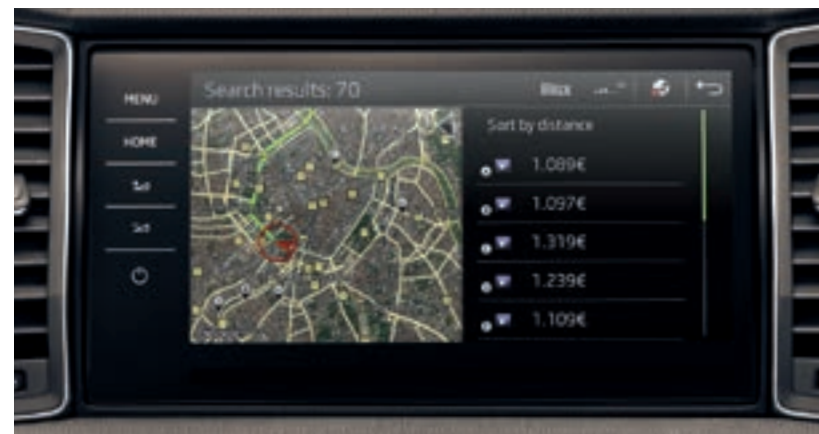 MENU
HOME
Search results: 70
Sort by distance
1.089€
1.097€
1.319€
1.239€
1.109€